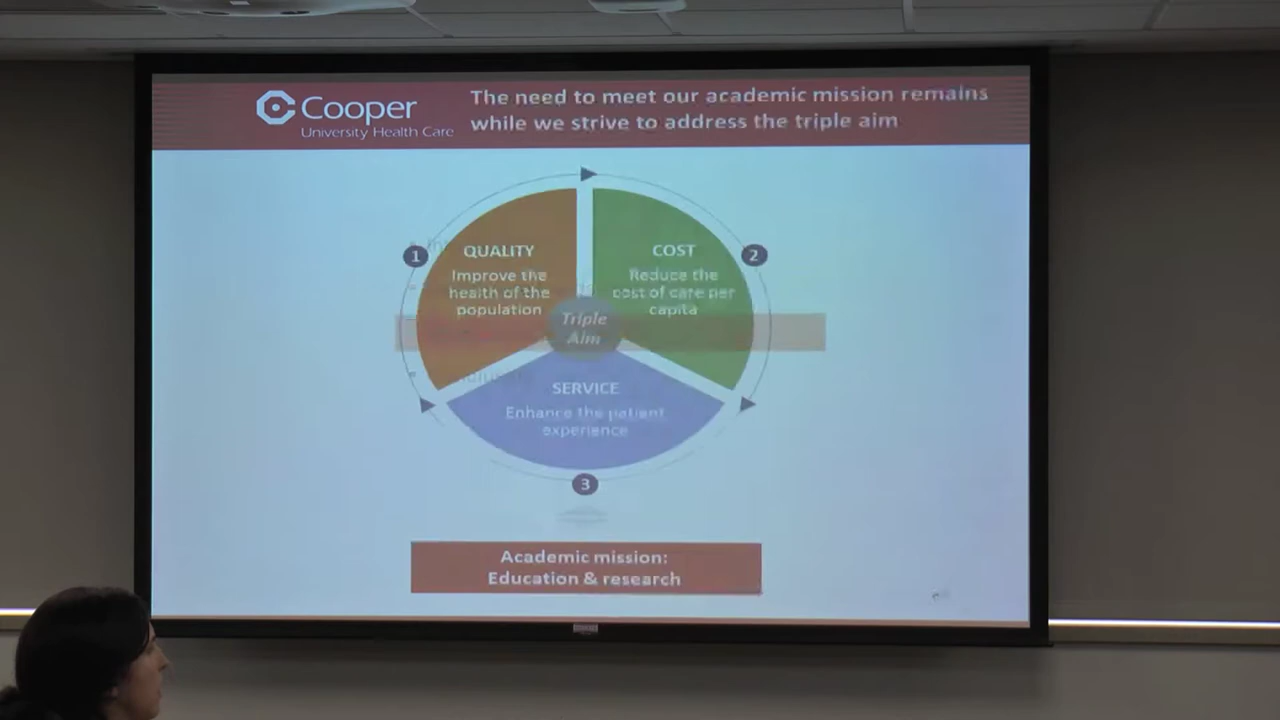 Cooper
University Health Care
The need to meet our academic mission remains
while we strive to address the triple aim
1
QUALITY
Improve the
health of the
population
COST
Reduce the
cost of care per
capita
2
Triple
Aim
SERVICE
Enhance the patient
experience
3
Academic mission:
Education & research